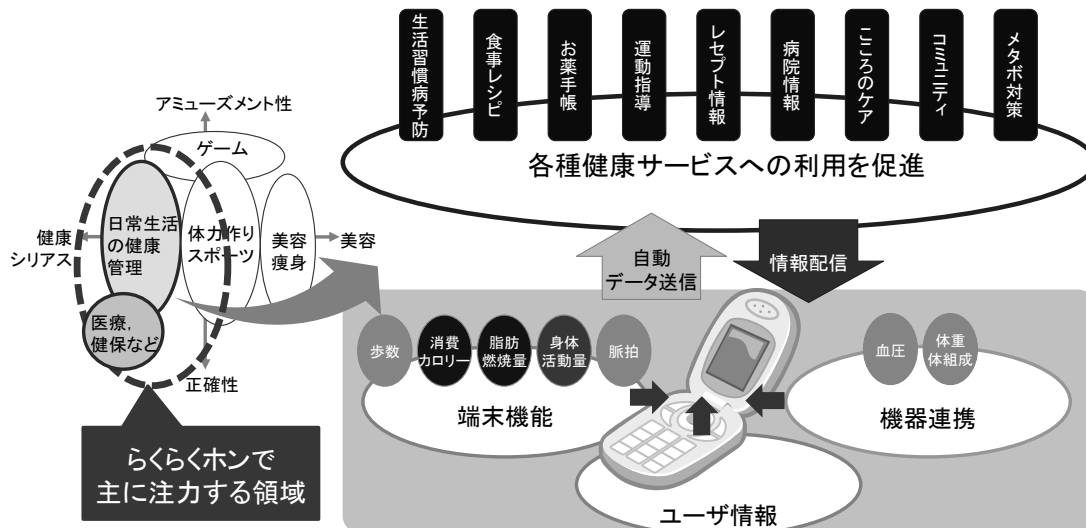 生活習慣病予防
食事レシピ
お薬手帳
運動指導
レセプト情報
病院情報
こころのケア
コミュニティ
メタボ対策
各種健康サービスへの利用を促進
アミューズメント性
ゲーム
日常生活
の健康
管理
体力作り
スポーツ
美容
痩身
美容
健康
シリアス
医療,
健保など
正確性
らくらくホンで
主に注力する領域
自動
データ送信
情報配信
歩数
消費
カロリー
脂肪
燃焼量
身体
活動量
脈拍
端末機能
血圧
体重
体組成
機器連携
ユーザ情報